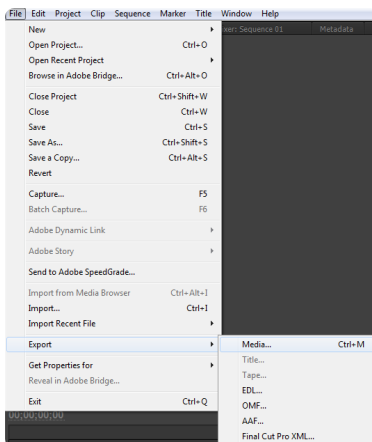 File Edit Project Clip Sequence Marker Title Window Help
New
Open Project... Ctrl+O
Open Recent Project
Browse in Adobe Bridge... Ctrl+Alt+O
Close Project Ctrl+Shift+W
Close Ctrl+W
Save Ctrl+S
Save As... Ctrl+Shift+S
Save a Copy... Ctrl+Alt+S
Revert
Capture... F5
Batch Capture... F6
Adobe Dynamic Link
Adobe Story
Send to Adobe SpeedGrade...
Import from Media Browser Ctrl+Alt+I
Import... Ctrl+I
Import Recent File
Export
Get Properties for
Reveal in Adobe Bridge...
Exit Ctrl+Q
Sequence 01 Metadata
Media... Ctrl+M
Title...
Tape...
EDL...
OMF...
AAF...
Final Cut Pro XML...
00;00;00;00